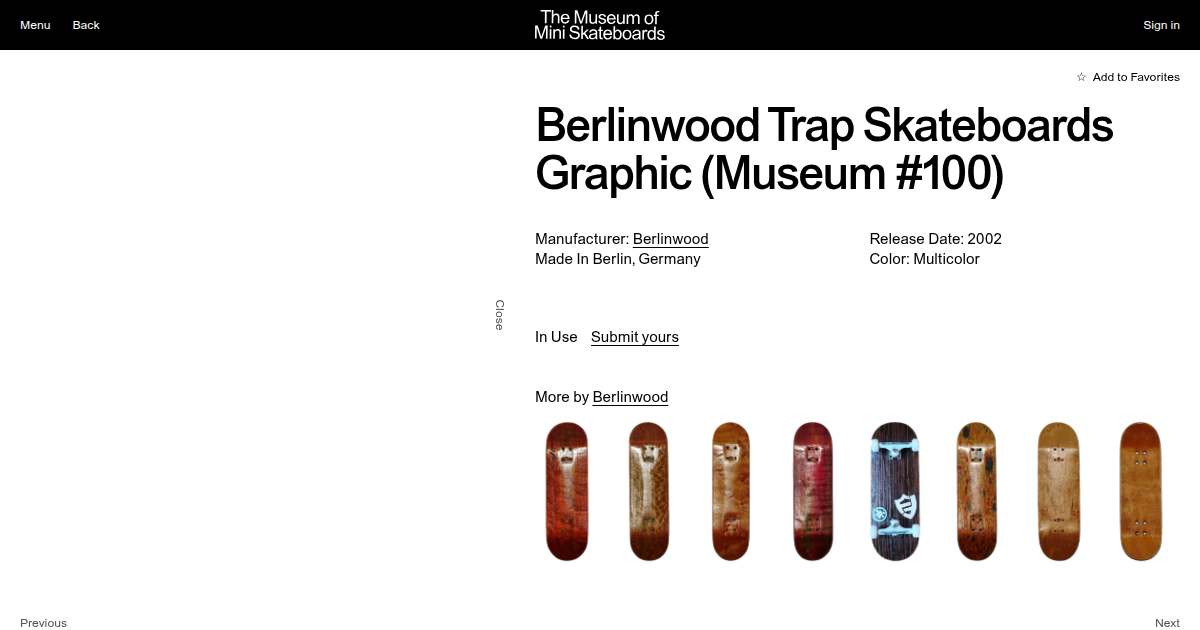 Menu
Back
The Museum of
Mini Skateboards
Sign in
☆ Add to Favorites
Berlinwood Trap Skateboards
Graphic (Museum #100)
Manufacturer: Berlinwood
Made In Berlin, Germany
Release Date: 2002
Color: Multicolor
Close
In Use Submit yours
More by Berlinwood
Previous
Next